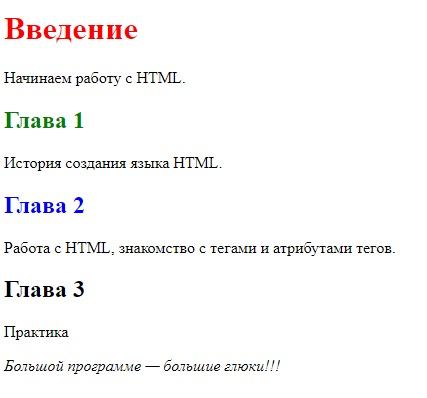 Введение
Начинаем работу с HTML.
Глава 1
История создания языка HTML.
Глава 2
Работа с HTML, знакомство с тегами и атрибутами тегов.
Глава 3
Практика
Большой программе — большие глюки!!!